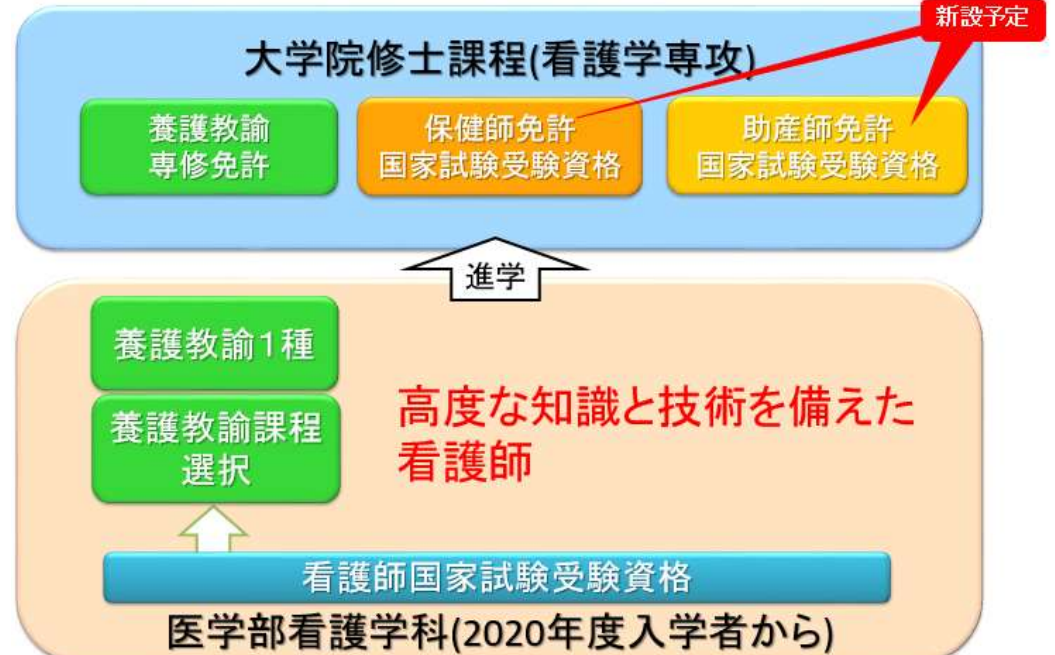 新設予定
大学院修士課程(看護学専攻)
養護教諭
専修免許
保健師免許
国家試験受験資格
助産師免許
国家試験受験資格
進学
養護教諭１種
養護教諭課程
選択
高度な知識と技術を備えた
看護師
看護師国家試験受験資格
医学部看護学科(2020年度入学者から)